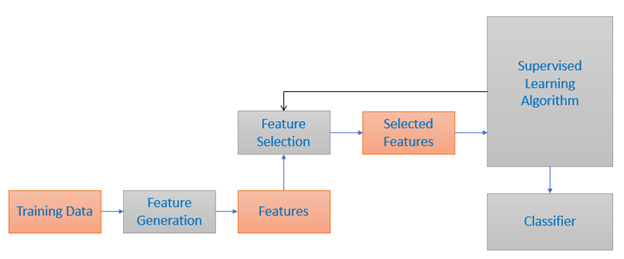 Supervised
Learning
Algorithm
Feature
Selection
Selected
Features
Training Data
Feature
Generation
Features
Classifier